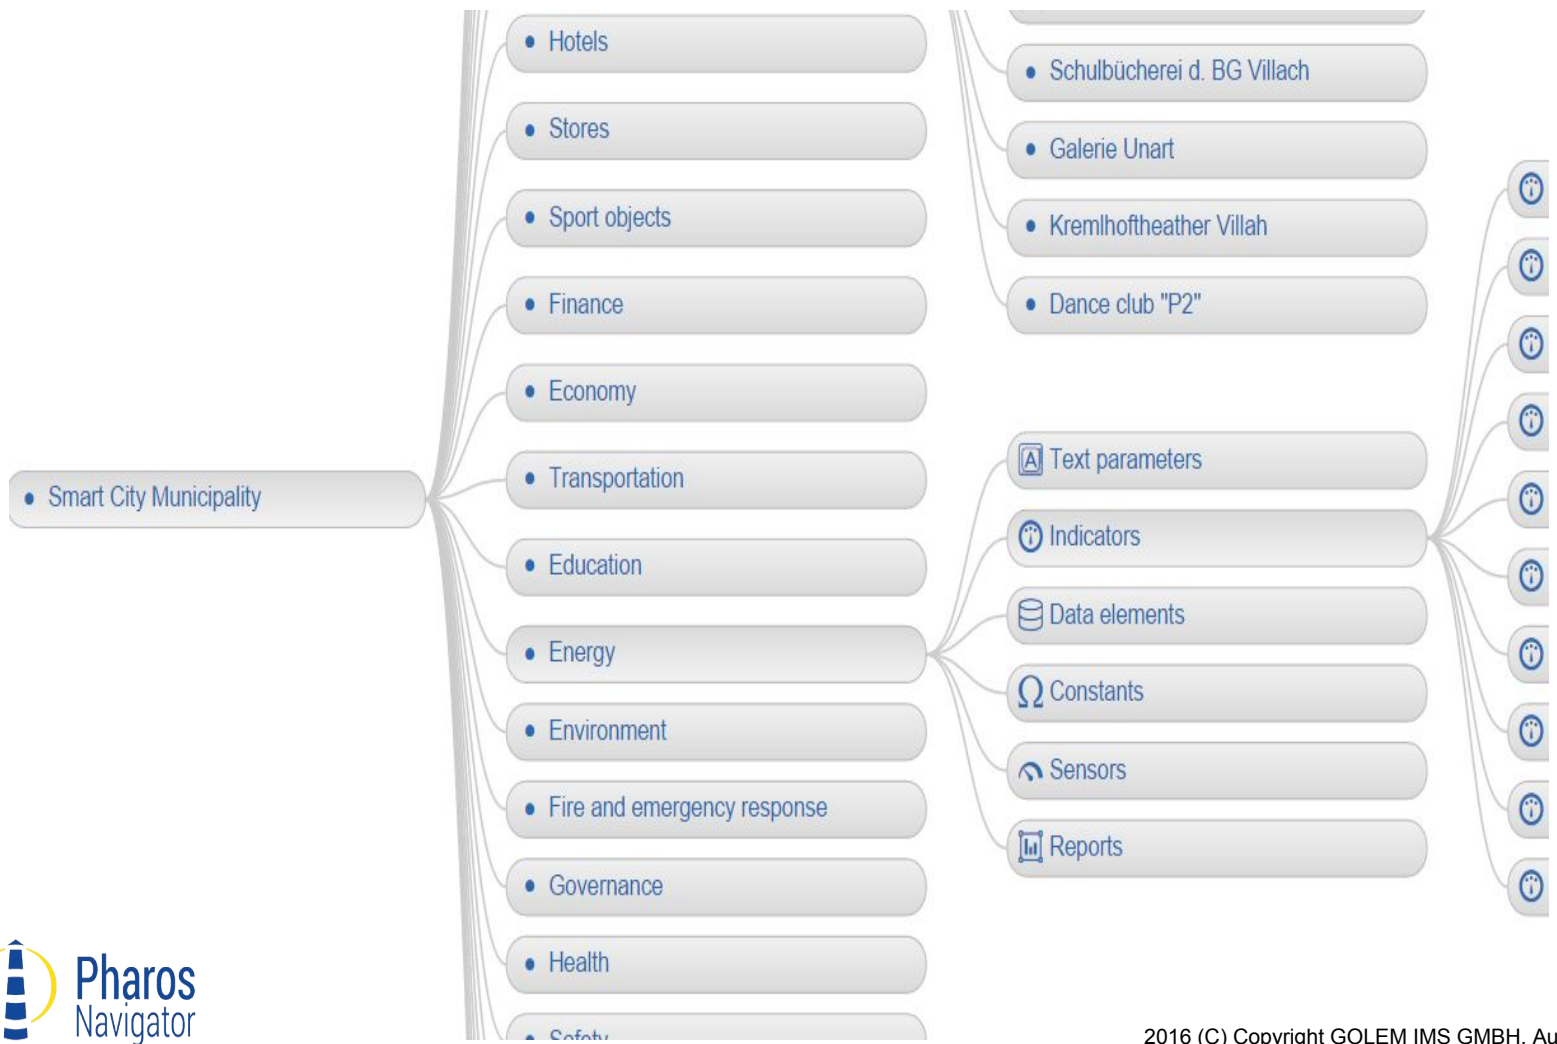 Hotels
Stores
Sport objects
Finance
Economy
Transportation
Education
Energy
Environment
Fire and emergency response
Governance
Health
Safety
Smart City Municipality
Schulbücherei d. BG Villach
Galerie Unart
Kremlhoftheather Villah
Dance club "P2"
Text parameters
Indicators
Data elements
Constants
Sensors
Reports
Pharos
Navigator
2016 (C) Copyright GOLEM IMS GMBH, Au